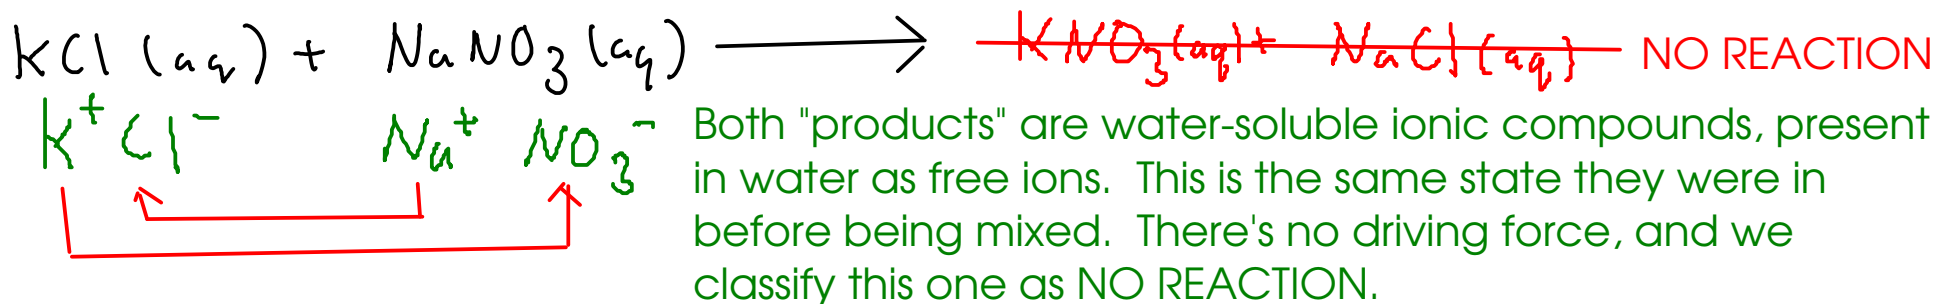 KCl (aq) + NaNO₃ (aq) ⟶ KNO₃(aq) + NaCl(aq) NO REACTION
K⁺ Cl⁻ Na⁺ NO₃⁻
Both "products" are water-soluble ionic compounds, present
in water as free ions. This is the same state they were in
before being mixed. There's no driving force, and we
classify this one as NO REACTION.